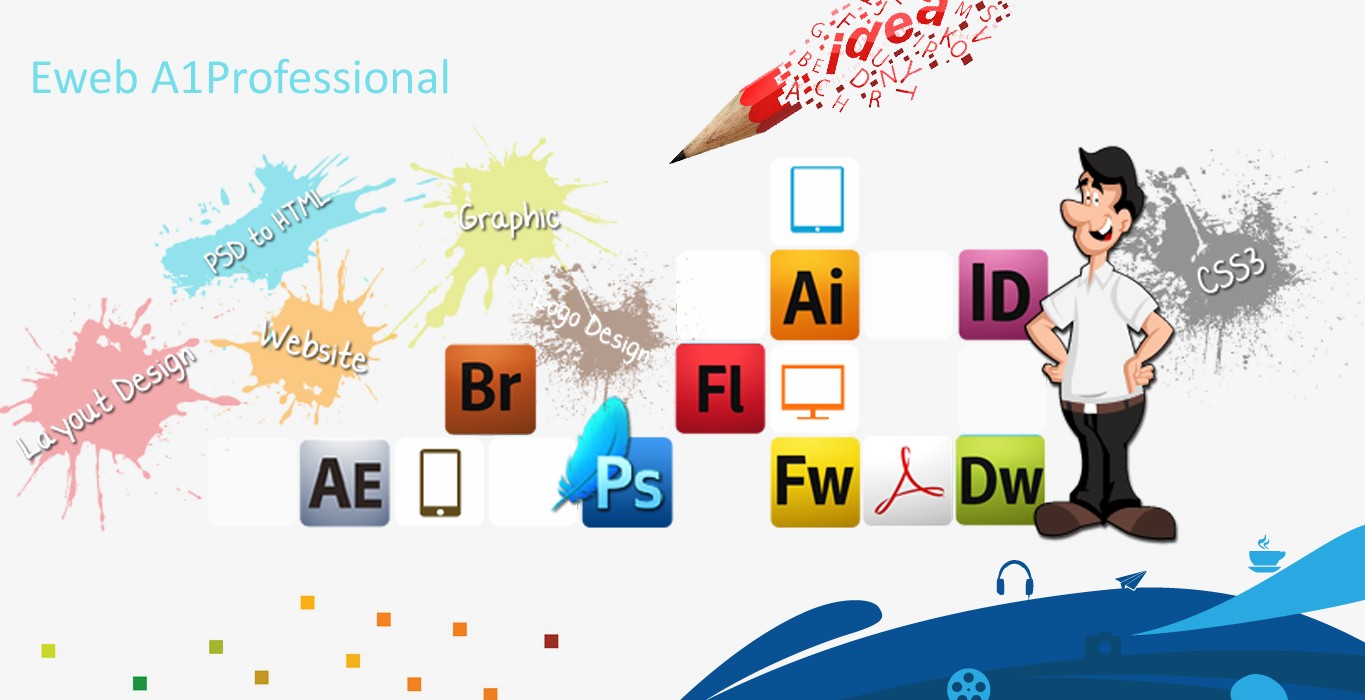 Eweb A1Professional
idea
PSD to HTML
Graphic
Layout Design
Website
Logo Design
CSS3
Ai
ID
Br
Fl
AE
Ps
Fw
Dw